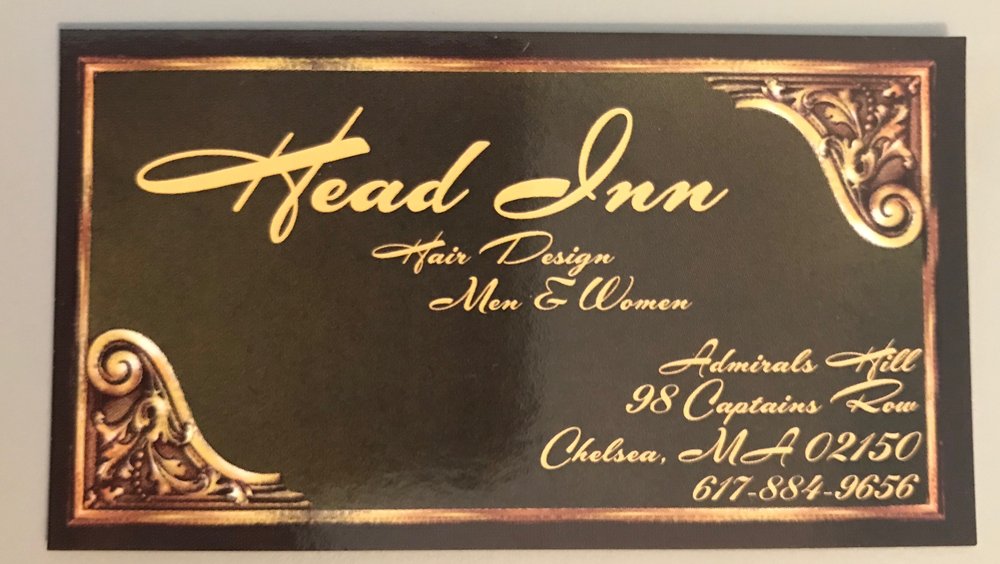 Head Inn
Hair Design
Men & Women
Admirals Hill
98 Captains Row
Chelsea, MA 02150
617-884-9656